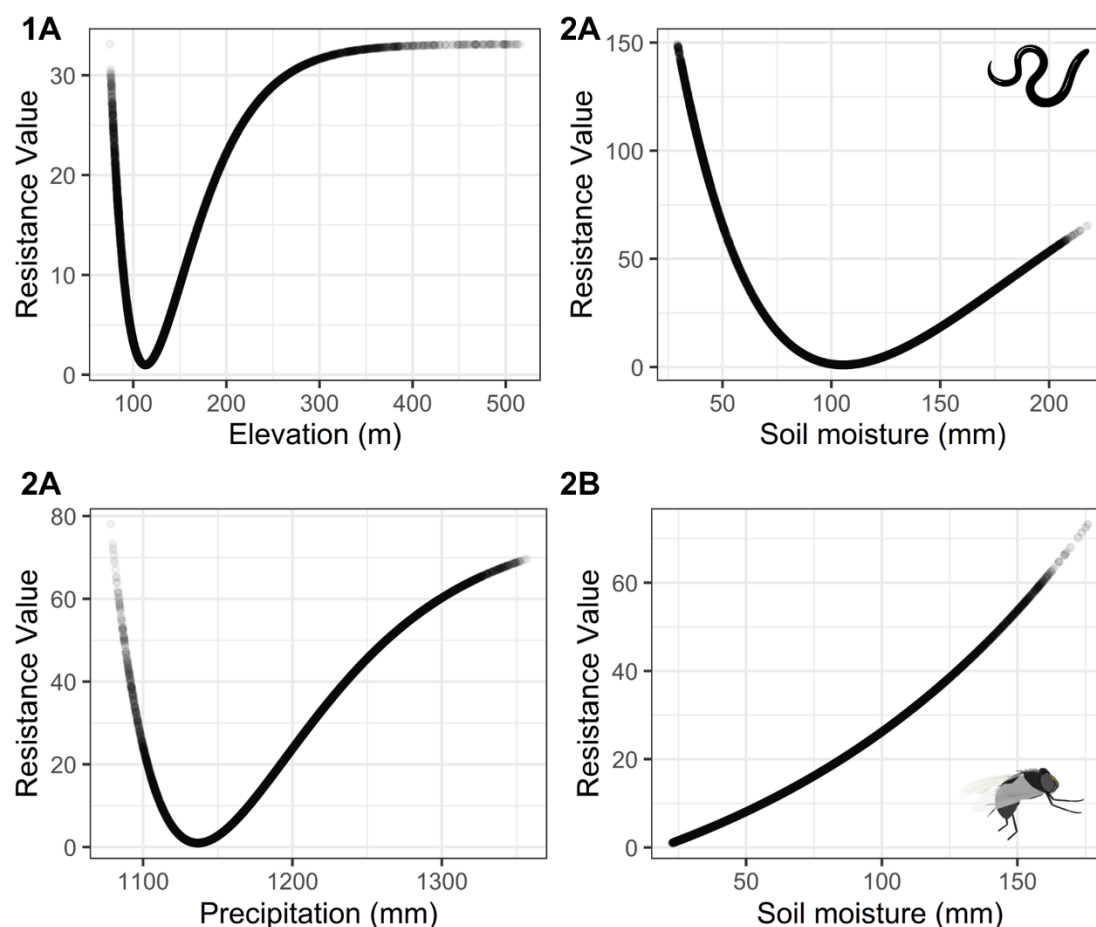 1A
Resistance Value
30
20
10
0
100 200 300 400 500
Elevation (m)
2A
Resistance Value
150
100
50
0
50 100 150 200
Soil moisture (mm)
2A
Resistance Value
80
60
40
20
0
1100 1200 1300
Precipitation (mm)
2B
Resistance Value
60
40
20
0
50 100 150
Soil moisture (mm)